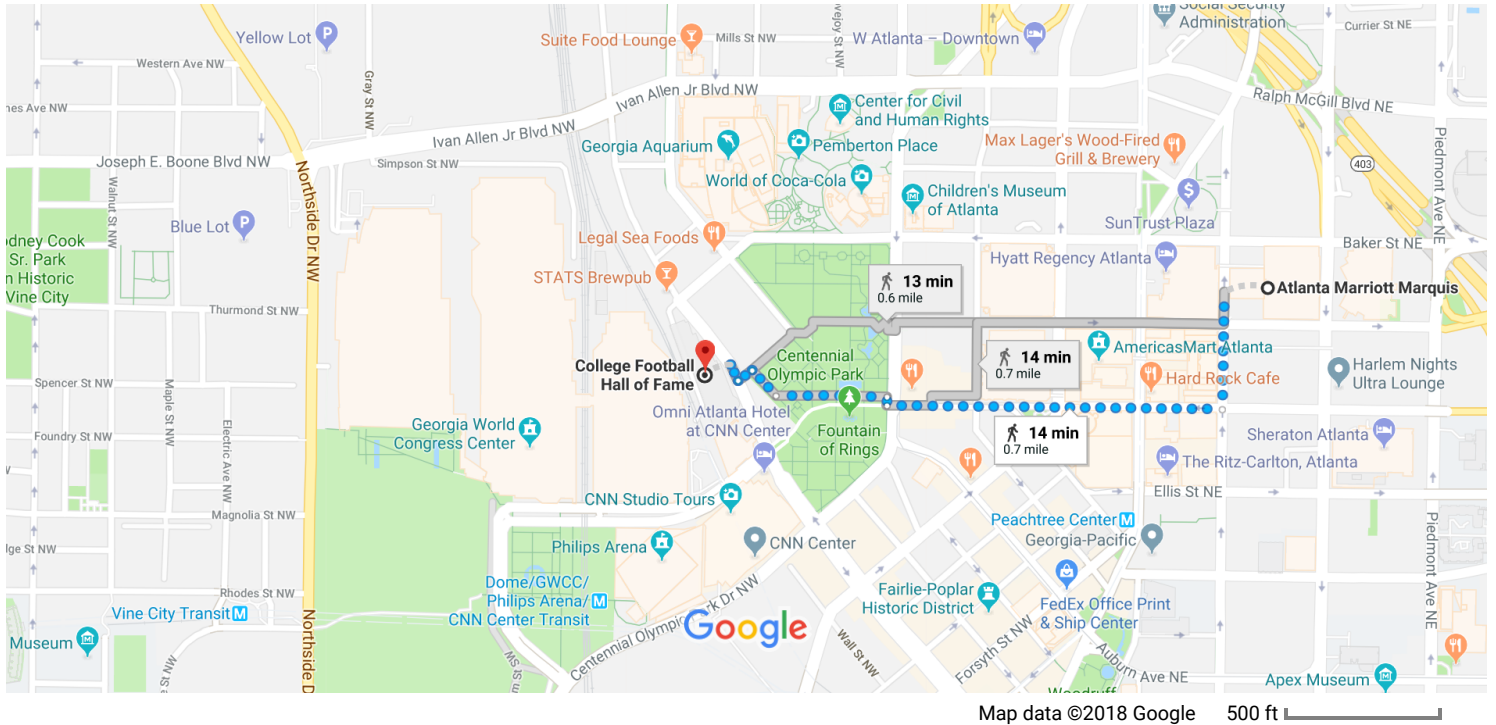 Social Security
Administration
Currier St NE
Yellow Lot
Suite Food Lounge
Mills St NW
W Atlanta – Downtown
Western Ave NW
Gray St NW
Ivan Allen Jr Blvd NW
Ralph McGill Blvd NE
Center for Civil
and Human Rights
Ivan Allen Jr Blvd NW
Georgia Aquarium
Pemberton Place
Max Lager's Wood-Fired
Grill & Brewery
Piedmont Ave NE
Joseph E. Boone Blvd NW
Simpson St NW
403
World of Coca-Cola
Children's Museum
of Atlanta
SunTrust Plaza
Walnut St NW
Northside Dr NW
Blue Lot
Legal Sea Foods
Baker St NE
Sr. Park
Historic
Vine City
Hyatt Regency Atlanta
STATS Brewpub
13 min
0.6 mile
Atlanta Marriott Marquis
Thurmond St NW
College Football
Hall of Fame
Centennial
Olympic Park
14 min
0.7 mile
AmericasMart Atlanta
Hard Rock Cafe
Harlem Nights
Ultra Lounge
Spencer St NW
Maple St NW
Omni Atlanta Hotel
at CNN Center
Georgia World
Congress Center
Fountain
of Rings
14 min
0.7 mile
Sheraton Atlanta
Foundry St NW
Electric Ave NW
The Ritz-Carlton, Atlanta
CNN Studio Tours
Ellis St NE
Magnolia St NW
Peachtree Center M
Georgia-Pacific
Piedmont Ave NE
Philips Arena
CNN Center
Dome/GWCC/
Philips Arena/ M
CNN Center Transit
Rhodes St NW
Vine City Transit M
Fairlie-Poplar
Historic District
FedEx Office Print
& Ship Center
Museum
Northside D
Centennial Olympic Park Dr NW
Google
Wall St NW
Forsyth St NW
Auburn Ave NE
Apex Museum
Woodruff
Map data ©2018 Google
500 ft